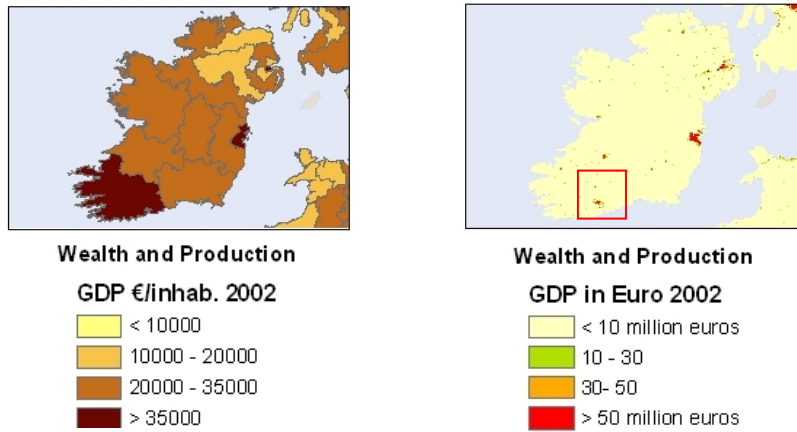 Wealth and Production
GDP €/inhab. 2002
< 10000
10000 - 20000
20000 - 35000
> 35000
Wealth and Production
GDP in Euro 2002
< 10 million euros
10 - 30
30- 50
> 50 million euros